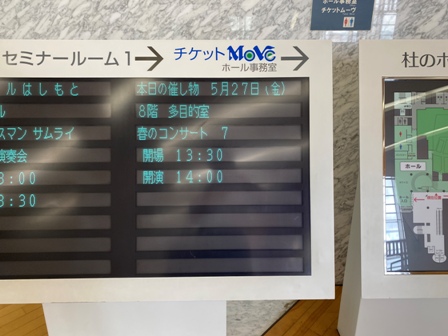 ホール事務室
チケットムーヴ
セミナールーム1 →
チケットMove →
ホール事務室
杜のホ
ルはしもと
ル
スマン サムライ
演奏会
3:00
3:30
本日の催し物 5月27日(金)
8階 多目的室
春のコンサート 7
開場 13:30
開演 14:00
ホール